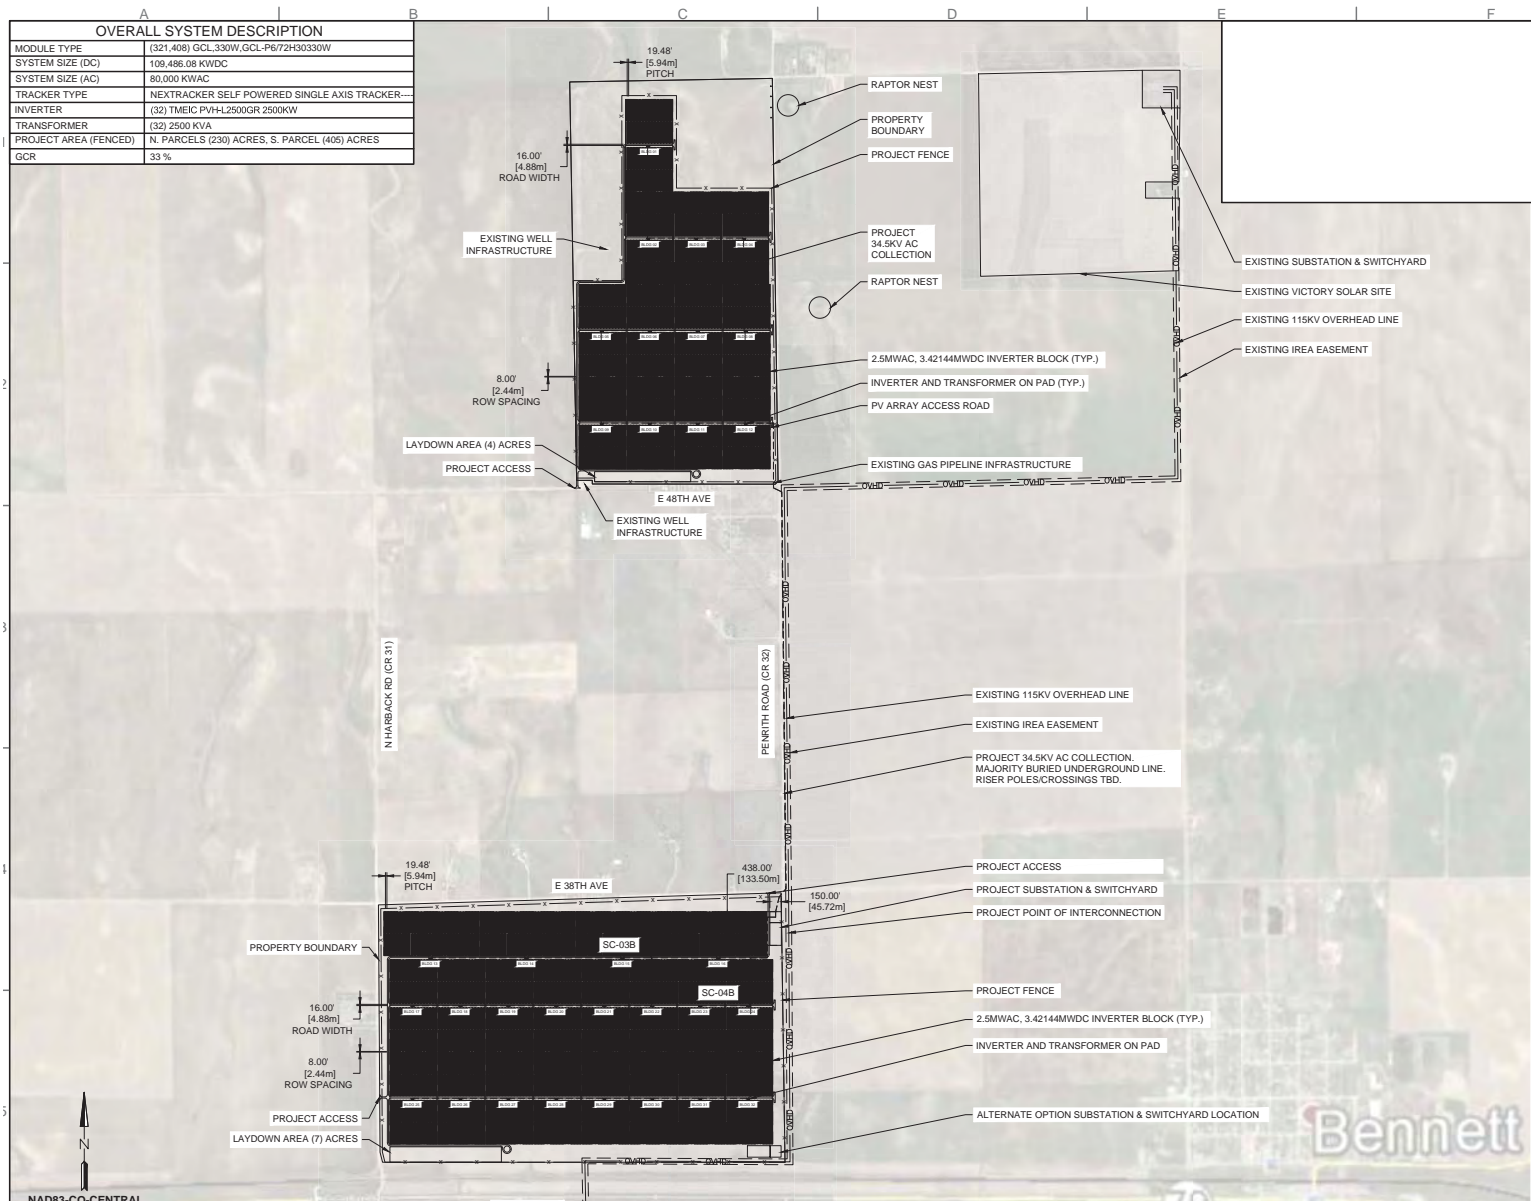 A B C D E F
OVERALL SYSTEM DESCRIPTION
MODULE TYPE (321,408) GCL,330W,GCL-P6/72H30330W
SYSTEM SIZE (DC) 109,486.08 KWDC
SYSTEM SIZE (AC) 80,000 KWAC
TRACKER TYPE NEXTRACKER SELF POWERED SINGLE AXIS TRACKER----
INVERTER (32) TMEIC PVH-L2500GR 2500KW
TRANSFORMER (32) 2500 KVA
PROJECT AREA (FENCED) N. PARCELS (230) ACRES, S. PARCEL (405) ACRES
GCR 33 %
19.48'
[5.94m]
PITCH
RAPTOR NEST
PROPERTY
BOUNDARY
PROJECT FENCE
16.00'
[4.88m]
ROAD WIDTH
EXISTING WELL
INFRASTRUCTURE
PROJECT
34.5KV AC
COLLECTION
RAPTOR NEST
EXISTING SUBSTATION & SWITCHYARD
EXISTING VICTORY SOLAR SITE
EXISTING 115KV OVERHEAD LINE
EXISTING IREA EASEMENT
2.5MWAC, 3.42144MWDC INVERTER BLOCK (TYP.)
INVERTER AND TRANSFORMER ON PAD (TYP.)
PV ARRAY ACCESS ROAD
8.00'
[2.44m]
ROW SPACING
LAYDOWN AREA (4) ACRES
PROJECT ACCESS
EXISTING GAS PIPELINE INFRASTRUCTURE
E 48TH AVE
EXISTING WELL
INFRASTRUCTURE
OVHD OVHD OVHD OVHD
N HARBACK RD (CR 31)
PENRITH ROAD (CR 32)
EXISTING 115KV OVERHEAD LINE
EXISTING IREA EASEMENT
PROJECT 34.5KV AC COLLECTION.
MAJORITY BURIED UNDERGROUND LINE.
RISER POLES/CROSSINGS TBD.
19.48'
[5.94m]
PITCH
E 38TH AVE
438.00'
[133.50m]
150.00'
[45.72m]
PROJECT ACCESS
PROJECT SUBSTATION & SWITCHYARD
PROJECT POINT OF INTERCONNECTION
PROPERTY BOUNDARY
SC-03B
SC-04B
PROJECT FENCE
16.00'
[4.88m]
ROAD WIDTH
2.5MWAC, 3.42144MWDC INVERTER BLOCK (TYP.)
INVERTER AND TRANSFORMER ON PAD
8.00'
[2.44m]
ROW SPACING
PROJECT ACCESS
LAYDOWN AREA (7) ACRES
ALTERNATE OPTION SUBSTATION & SWITCHYARD LOCATION
OVHD OVHD
Bennett
N
NAD83-CO-CENTRAL